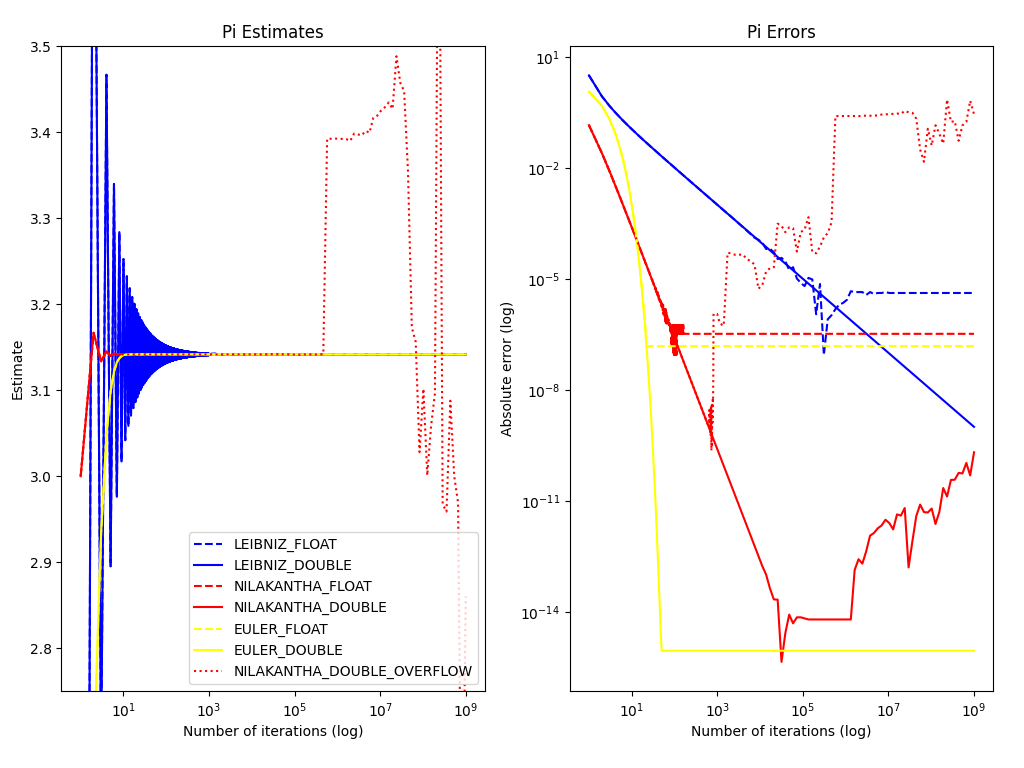 Pi Estimates
3.5
3.4
3.3
3.2
3.1
3.0
2.9
2.8
Estimate
10^1
10^3
10^5
10^7
10^9
Number of iterations (log)
LEIBNIZ_FLOAT
LEIBNIZ_DOUBLE
NILAKANTHA_FLOAT
NILAKANTHA_DOUBLE
EULER_FLOAT
EULER_DOUBLE
NILAKANTHA_DOUBLE_OVERFLOW
Pi Errors
10^1
10^-2
10^-5
10^-8
10^-11
10^-14
Absolute error (log)
10^1
10^3
10^5
10^7
10^9
Number of iterations (log)